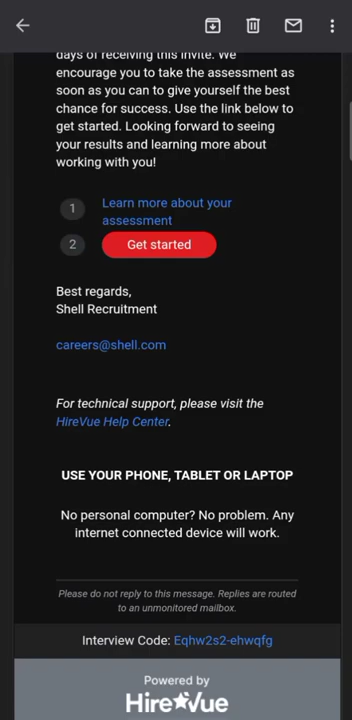 days of receiving this invite. We
encourage you to take the assessment as
soon as you can to give yourself the best
chance for success. Use the link below to
get started. Looking forward to seeing
your results and learning more about
working with you!
1
Learn more about your
assessment
2
Get started
Best regards,
Shell Recruitment
careers@shell.com
For technical support, please visit the
HireVue Help Center.
USE YOUR PHONE, TABLET OR LAPTOP
No personal computer? No problem. Any
internet connected device will work.
Please do not reply to this message. Replies are routed
to an unmonitored mailbox.
Interview Code: Eqhw2s2-ehwqfg
Powered by
HireVue